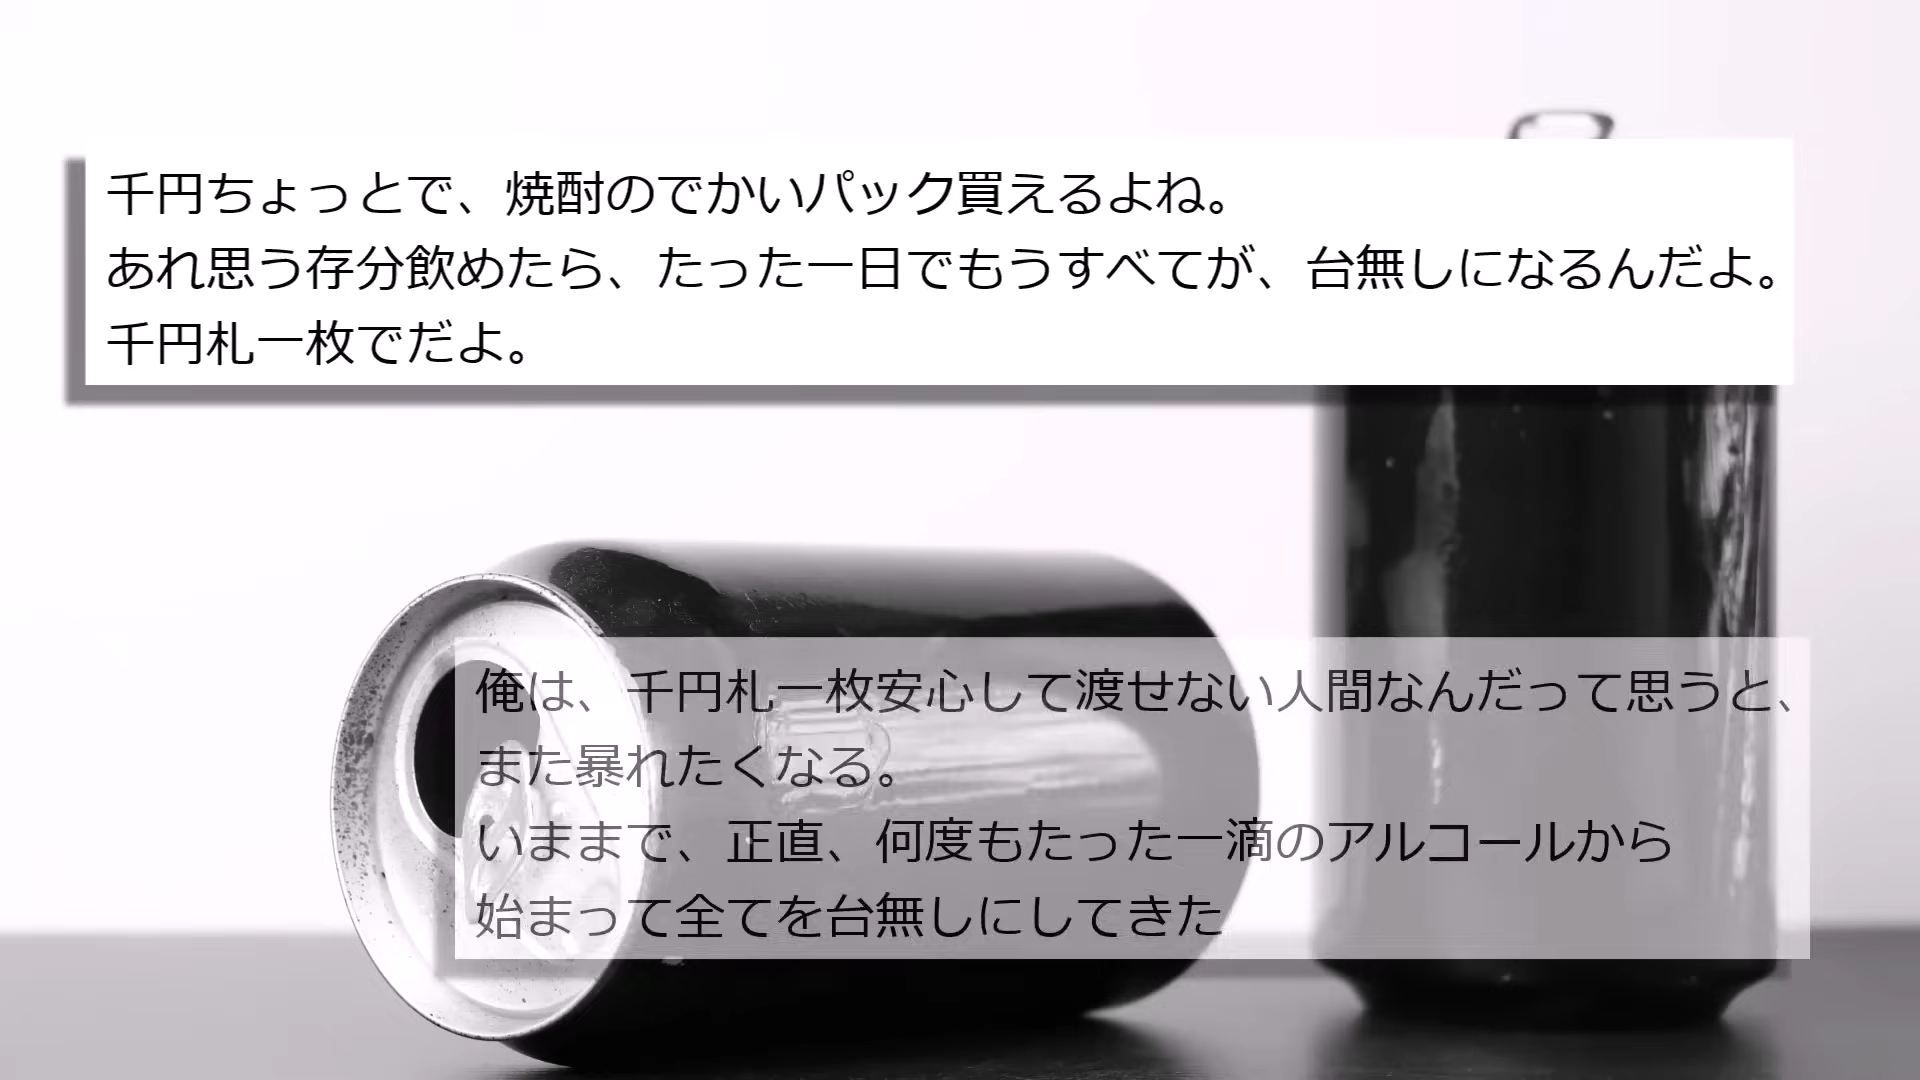 千円ちょっとで、焼酎のでかいパック買えるよね。
あれ思う存分飲めたら、たった一日でもうすべてが、台無しになるんだよ。
千円札一枚でだよ。
俺は、千円札一枚安心して渡せない人間なんだって思うと、
また暴れたくなる。
いままで、正直、何度もたった一滴のアルコールから
始まって全てを台無しにしてきた